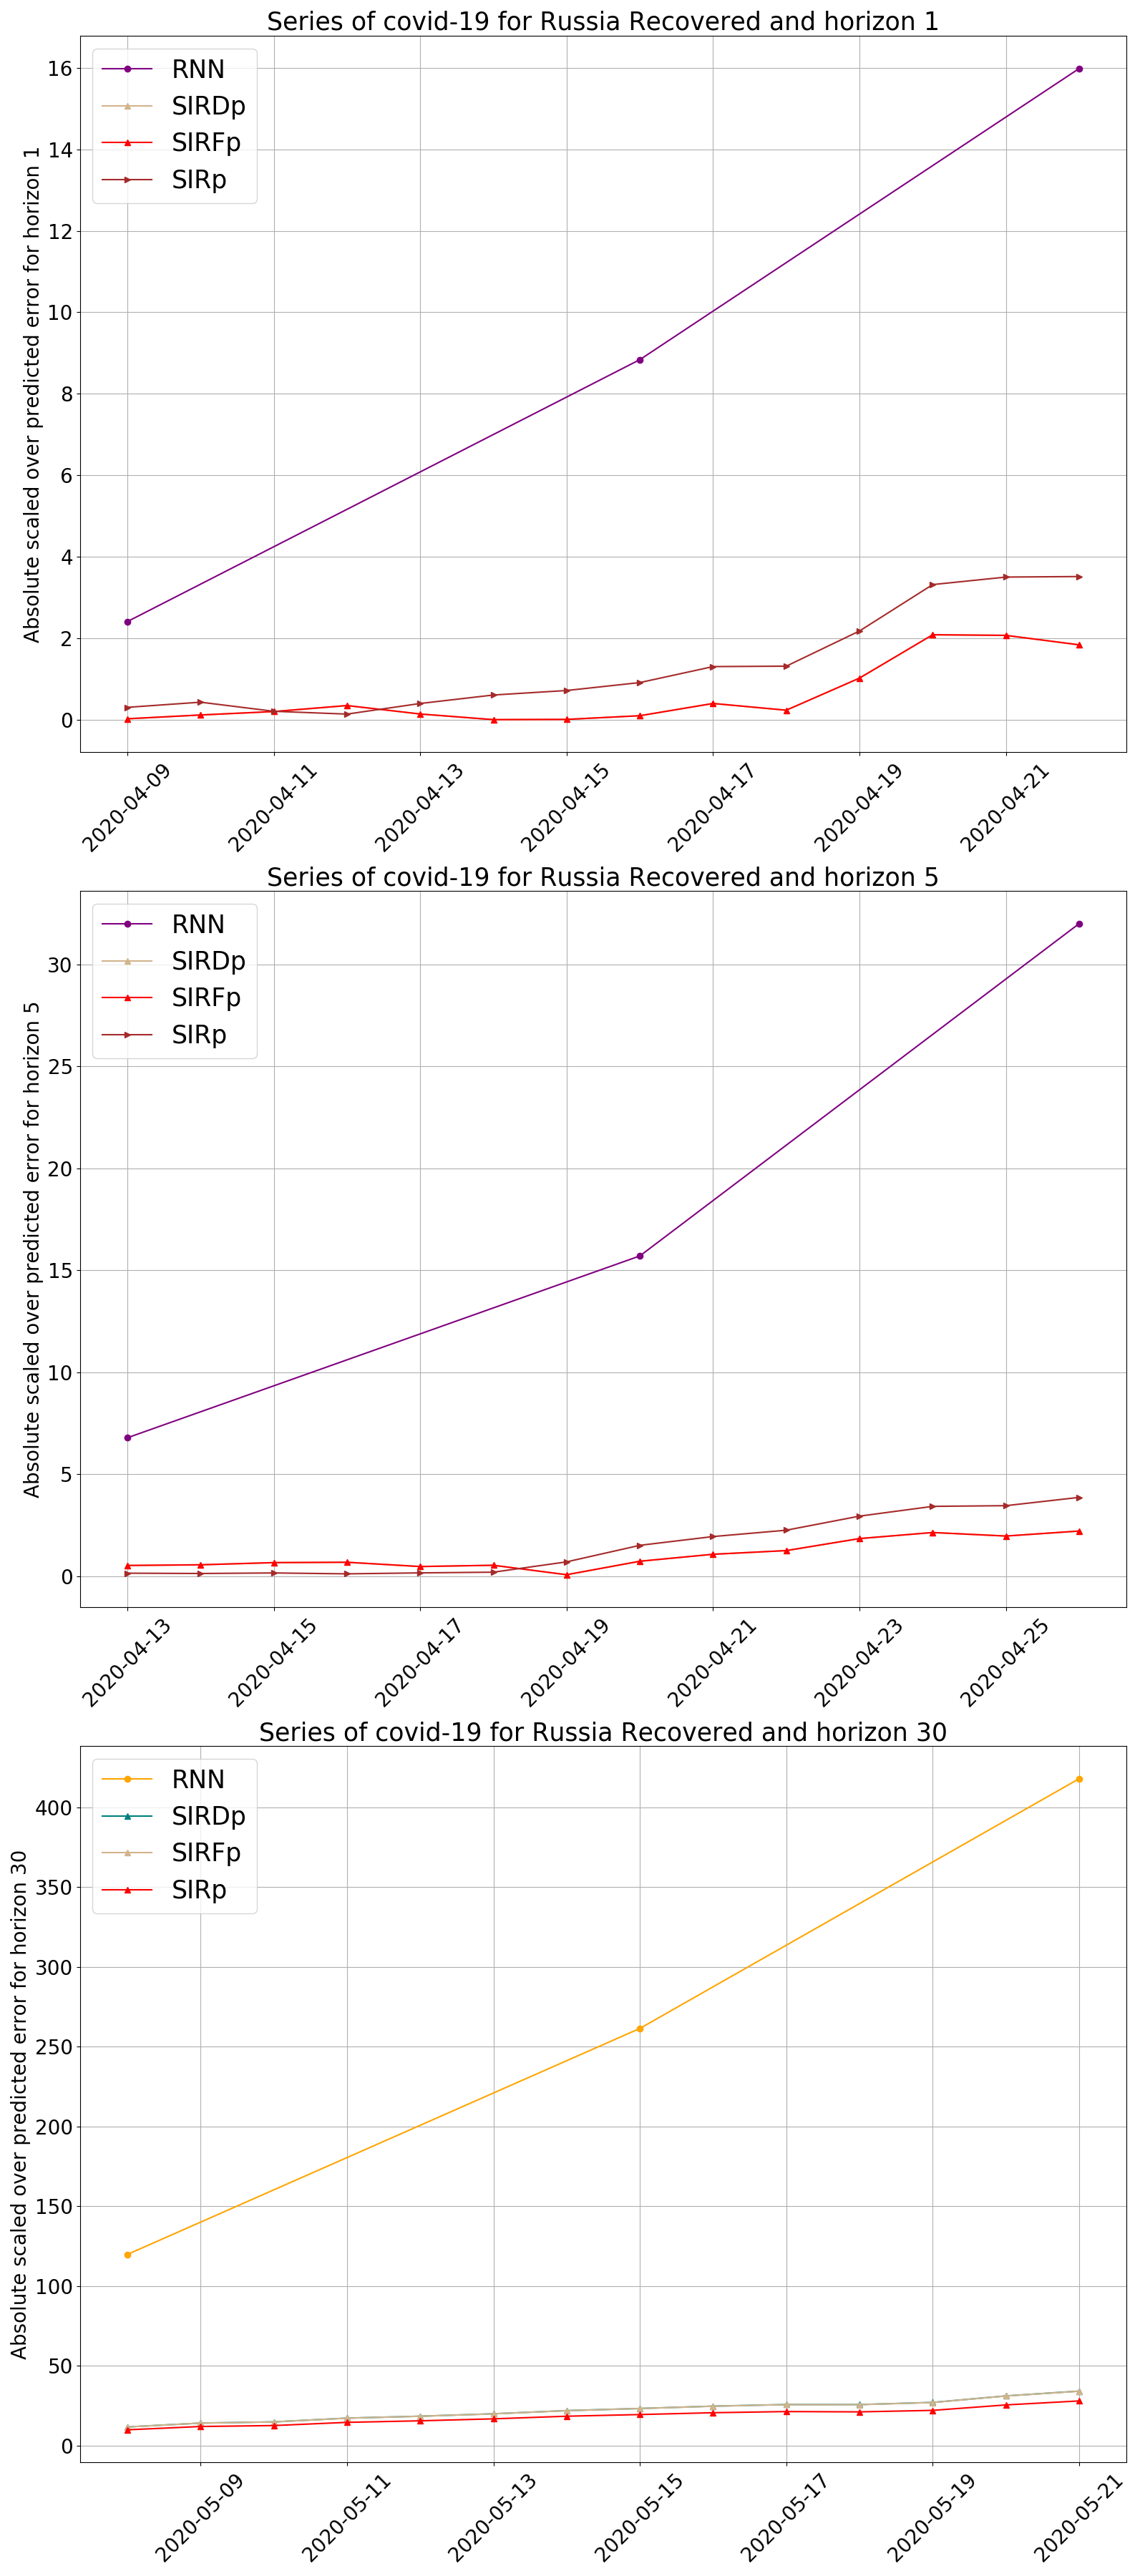 Series of covid-19 for Russia Recovered and horizon 1
Absolute scaled over predicted error for horizon 1
RNN
SIRDp
SIRFp
SIRp
16
14
12
10
8
6
4
2
0
2020-04-09
2020-04-11
2020-04-13
2020-04-15
2020-04-17
2020-04-19
2020-04-21
Series of covid-19 for Russia Recovered and horizon 5
Absolute scaled over predicted error for horizon 5
RNN
SIRDp
SIRFp
SIRp
30
25
20
15
10
5
0
2020-04-13
2020-04-15
2020-04-17
2020-04-19
2020-04-21
2020-04-23
2020-04-25
Series of covid-19 for Russia Recovered and horizon 30
Absolute scaled over predicted error for horizon 30
RNN
SIRDp
SIRFp
SIRp
400
350
300
250
200
150
100
50
0
2020-05-09
2020-05-11
2020-05-13
2020-05-15
2020-05-17
2020-05-19
2020-05-21